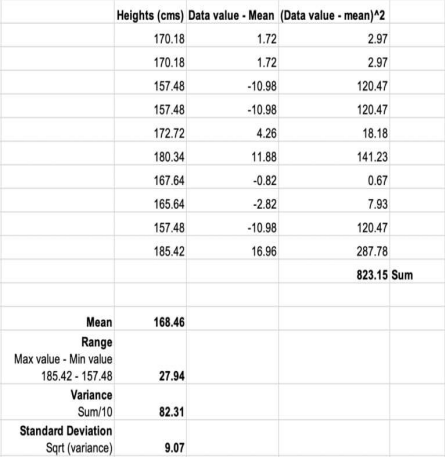 Heights (cms) Data value - Mean (Data value - mean)^2
170.18 1.72 2.97
170.18 1.72 2.97
157.48 -10.98 120.47
157.48 -10.98 120.47
172.72 4.26 18.18
180.34 11.88 141.23
167.64 -0.82 0.67
165.64 -2.82 7.93
157.48 -10.98 120.47
185.42 16.96 287.78
823.15 Sum
Mean 168.46
Range
Max value - Min value
185.42 - 157.48 27.94
Variance
Sum/10 82.31
Standard Deviation
Sqrt (variance) 9.07